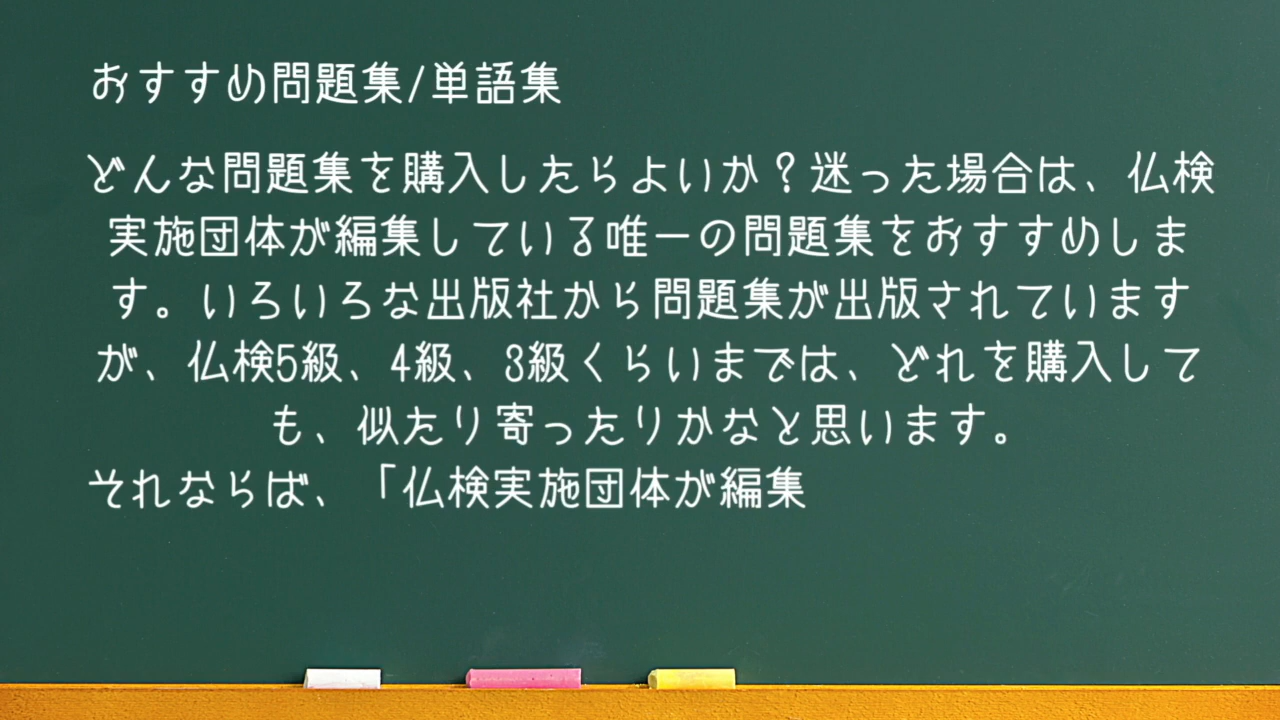 おすすめ問題集/単語集
どんな問題集を購入したらよいか？迷った場合は、仏検
実施団体が編集している唯一の問題集をおすすめしま
す。いろいろな出版社から問題集が出版されています
が、仏検5級、4級、3級くらいまでは、どれを購入して
も、似たり寄ったりかなと思います。
それならば、「仏検実施団体が編集